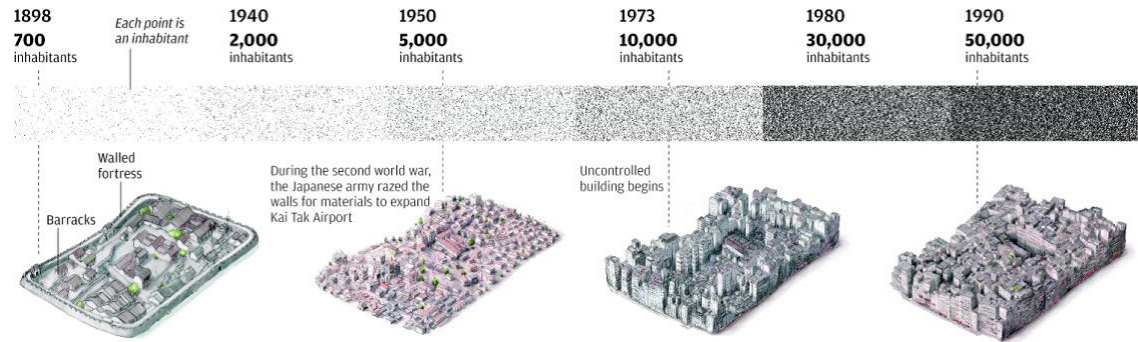 1898
700
inhabitants
Each point is
an inhabitant
1940
2,000
inhabitants
1950
5,000
inhabitants
1973
10,000
inhabitants
1980
30,000
inhabitants
1990
50,000
inhabitants
Walled
fortress
Barracks
During the second world war,
the Japanese army razed the
walls for materials to expand
Kai Tak Airport
Uncontrolled
building begins